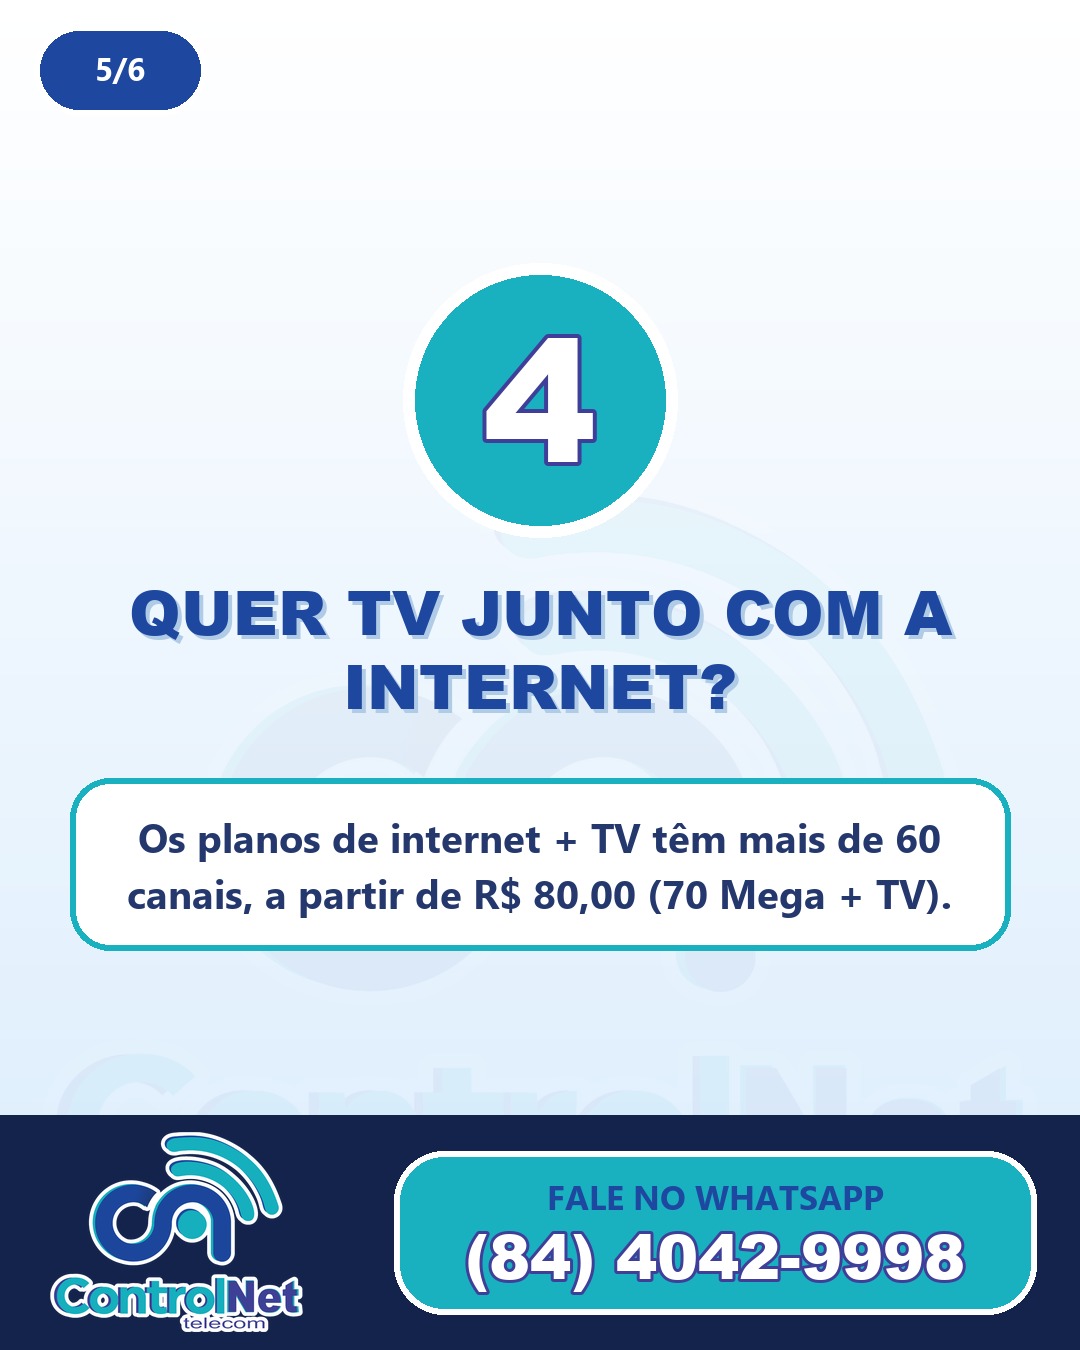 5/6
4
QUER TV JUNTO COM A
INTERNET?
Os planos de internet + TV têm mais de 60
canais, a partir de R$ 80,00 (70 Mega + TV).
ControlNet
ControlNet
telecom
FALE NO WHATSAPP
(84) 4042-9998